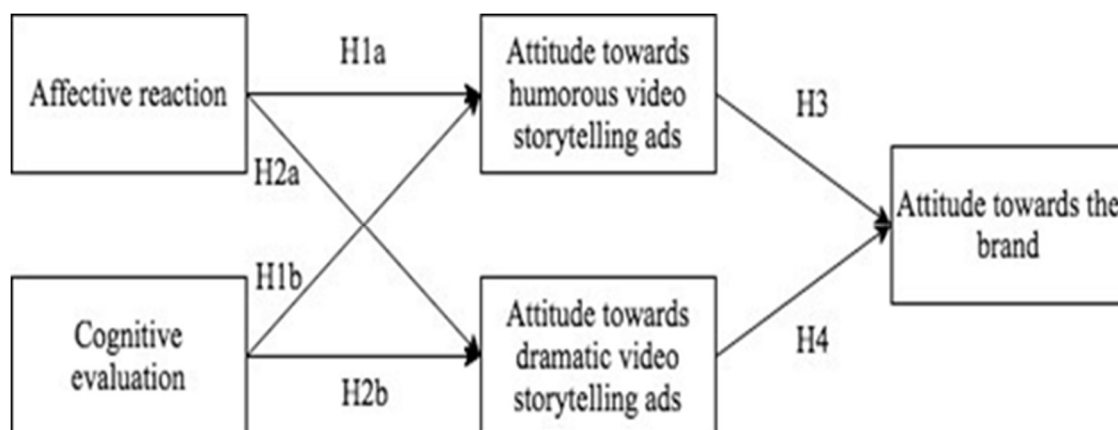 Affective reaction
H1a
Attitude towards
humorous video
storytelling ads
H3
H2a
Attitude towards the
brand
H1b
Cognitive
evaluation
H2b
Attitude towards
dramatic video
storytelling ads
H4